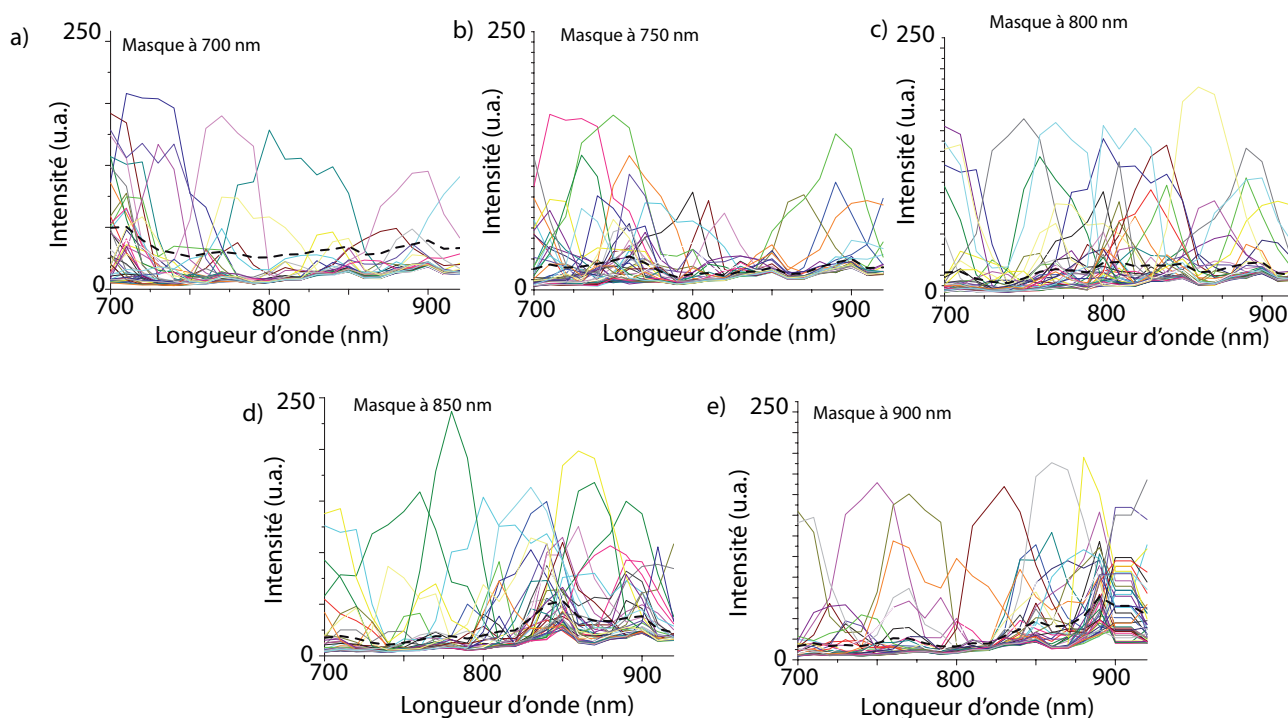 a)
Masque à 700 nm
250
Intensité (u.a.)
0
700
800
900
Longueur d'onde (nm)
b)
Masque à 750 nm
250
Intensité (u.a.)
0
700
800
900
Longueur d'onde (nm)
c)
Masque à 800 nm
250
Intensité (u.a.)
0
700
800
900
Longueur d'onde (nm)
d)
Masque à 850 nm
250
Intensité (u.a.)
0
700
800
900
Longueur d'onde (nm)
e)
Masque à 900 nm
250
Intensité (u.a.)
0
700
800
900
Longueur d'onde (nm)